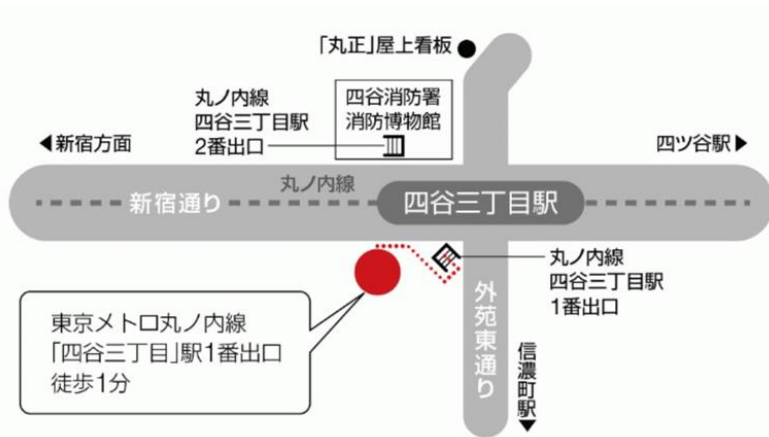 「丸正」屋上看板
丸ノ内線
四谷三丁目駅
2番出口
四谷消防署
消防博物館
◀新宿方面
四ツ谷駅▶
丸ノ内線
新宿通り
四谷三丁目駅
丸ノ内線
四谷三丁目駅
1番出口
外苑東通り
信濃町駅▼
東京メトロ丸ノ内線
「四谷三丁目」駅1番出口
徒歩1分